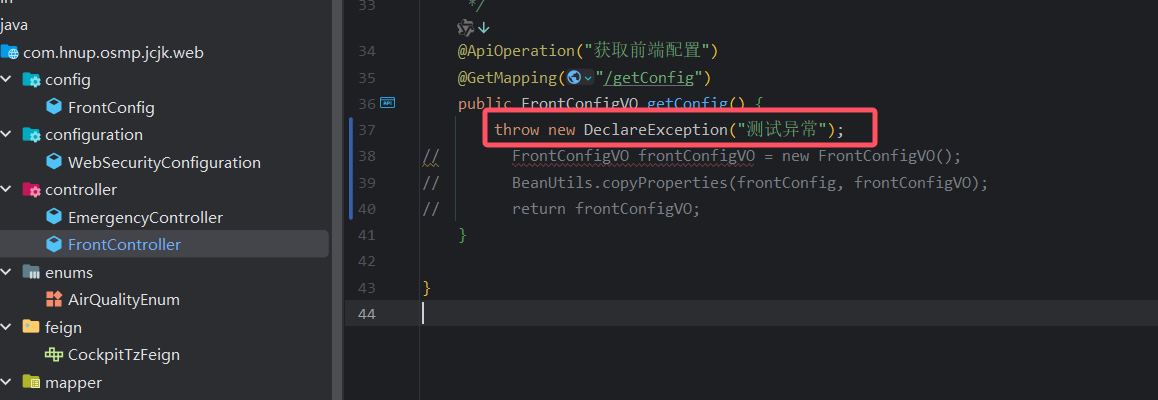 java
com.hnup.osmp.jcjk.web
config
FrontConfig
configuration
WebSecurityConfiguration
controller
EmergencyController
FrontController
enums
AirQualityEnum
feign
CockpitTzFeign
mapper
33 */
34 @ApiOperation("获取前端配置")
35 @GetMapping("/getConfig")
36 API public FrontConfigVO getConfig() {
37 throw new DeclareException("测试异常");
38 // FrontConfigVO frontConfigVO = new FrontConfigVO();
39 // BeanUtils.copyProperties(frontConfig, frontConfigVO);
40 // return frontConfigVO;
41 }
42
43 }
44